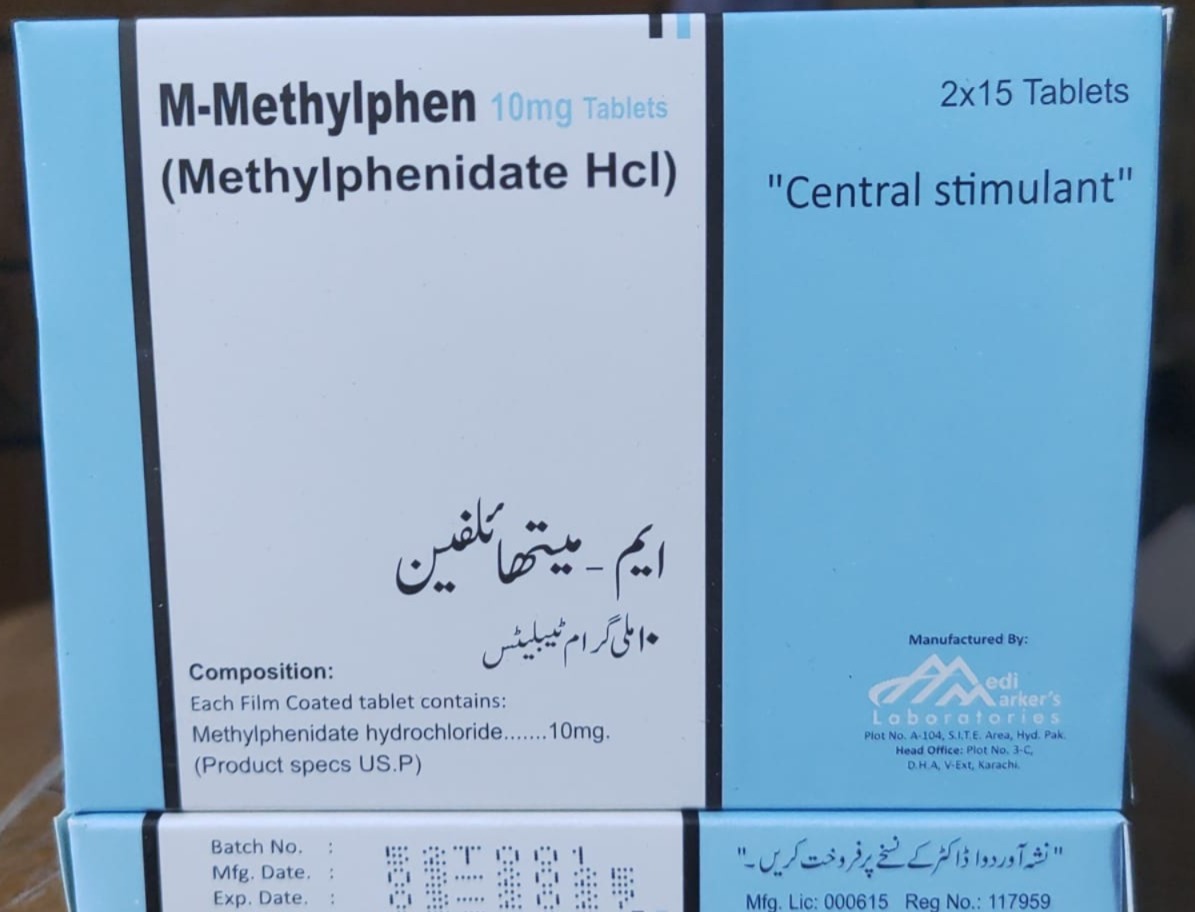 M-Methylphen 10mg Tablets
(Methylphenidate Hcl)
2x15 Tablets
"Central stimulant"
ایم - میتھائلفین
۱۰ ملی گرام ٹیبلیٹس
Composition:
Each Film Coated tablet contains:
Methylphenidate hydrochloride.......10mg.
(Product specs US.P)
Manufactured By:
Medi
Marker's
Laboratories
Plot No. A-104, S.I.T.E. Area, Hyd. Pak.
Head Office: Plot No. 3-C,
D.H.A, V-Ext, Karachi.
Batch No. :
Mfg. Date. :
Exp. Date. :
"نشہ آور دوا ڈاکٹر کے نسخے پر فروخت کریں۔"
Mfg. Lic: 000615 Reg No.: 117959